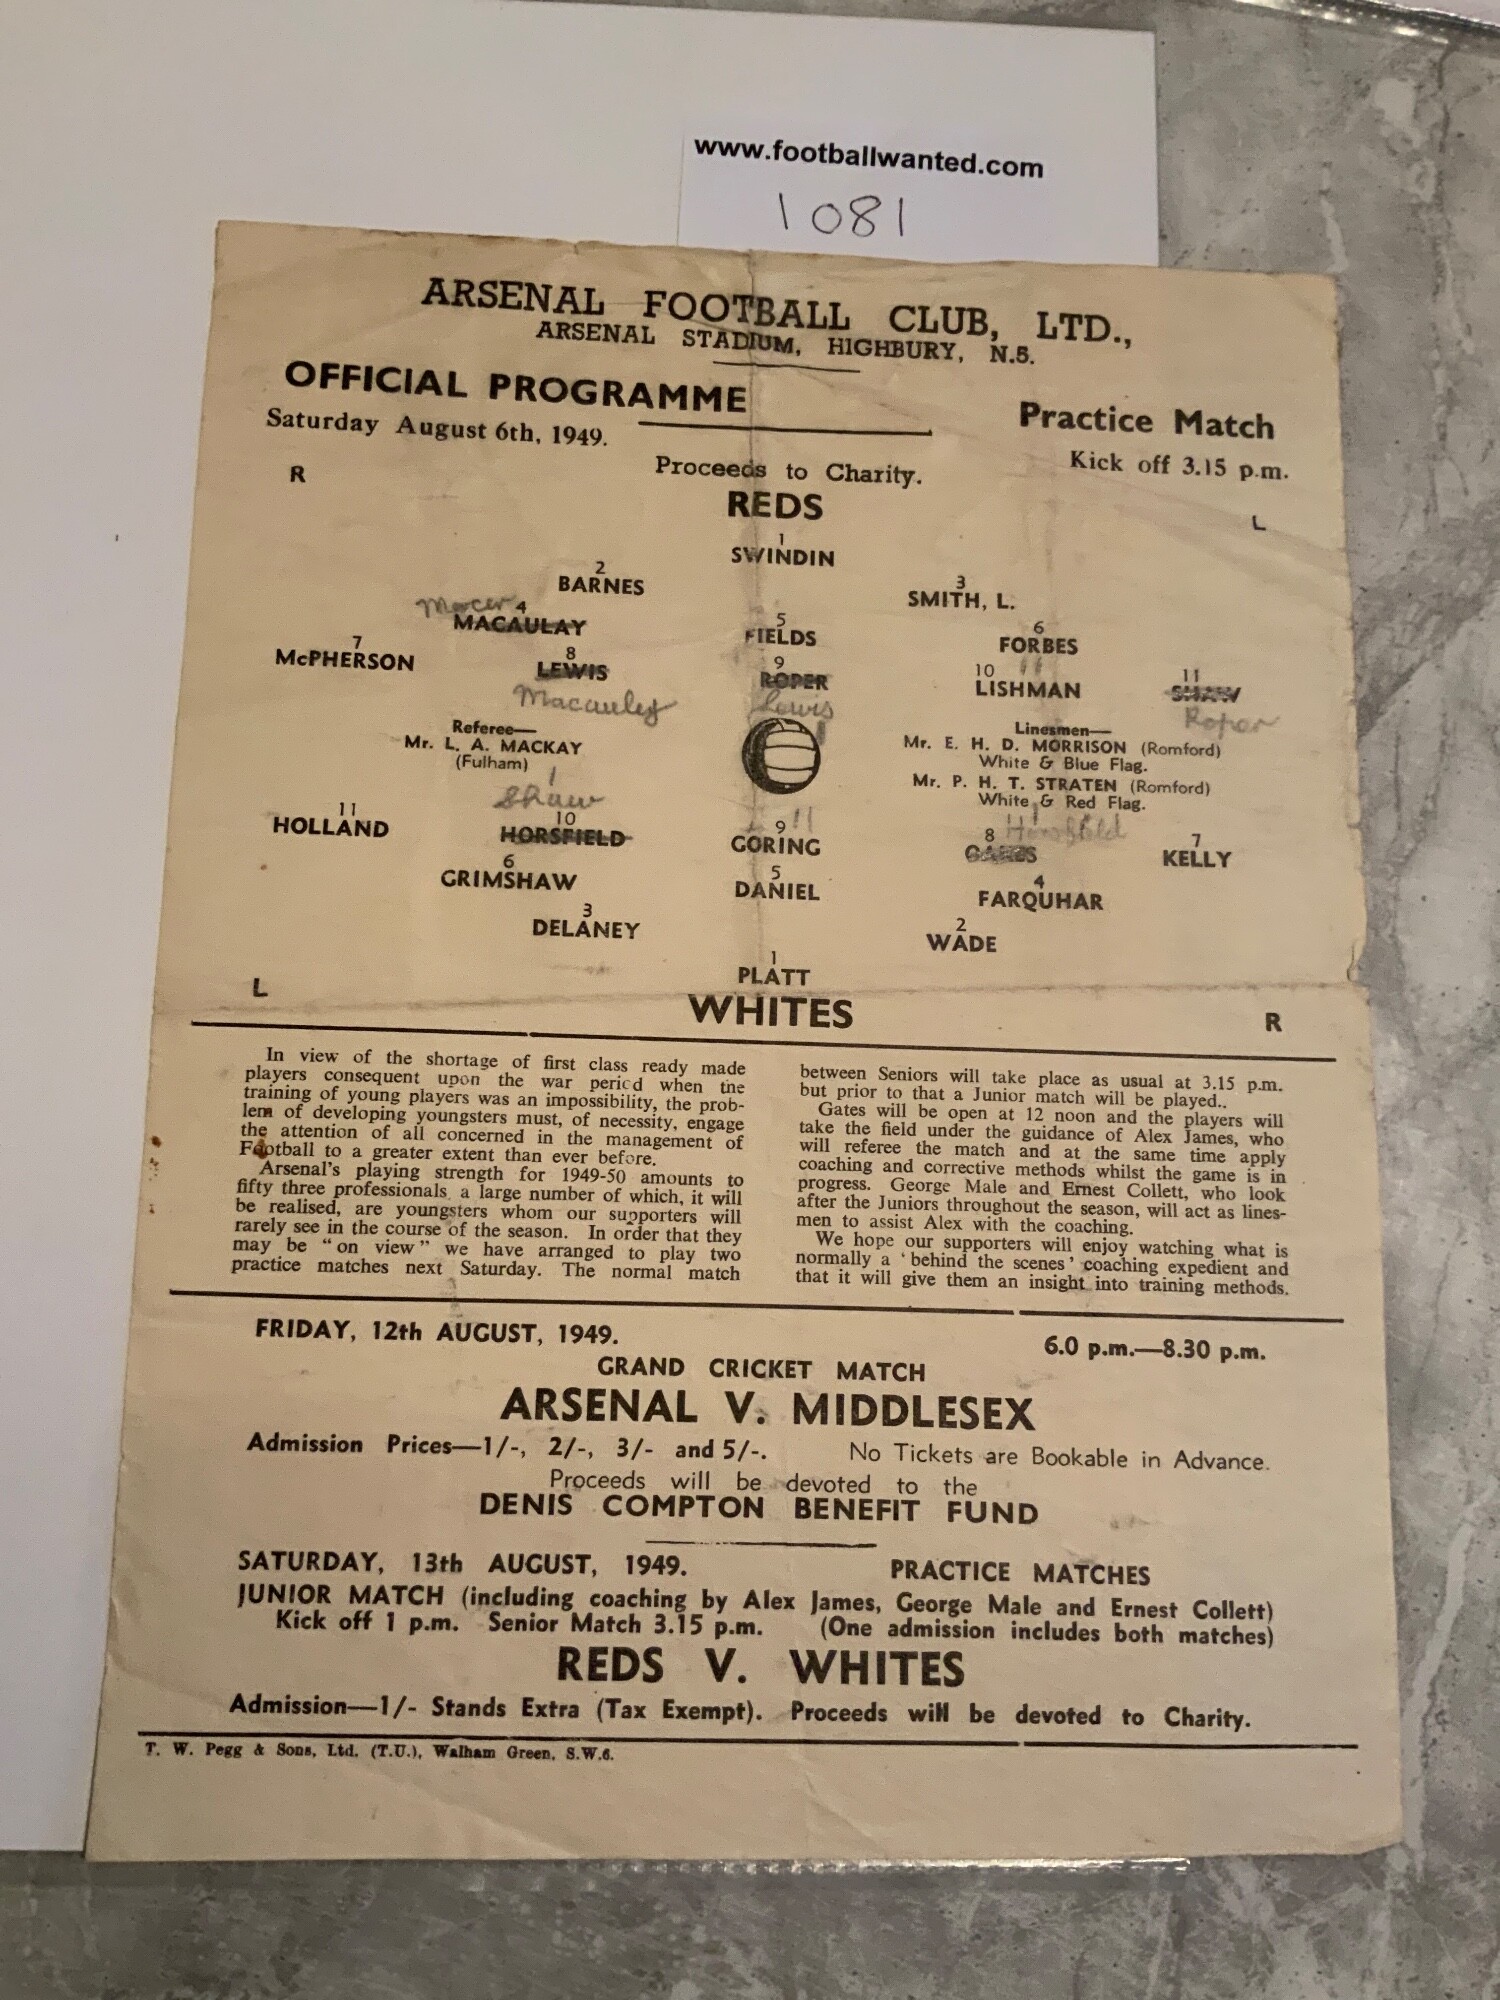 www.footballwanted.com
1081
ARSENAL FOOTBALL CLUB, LTD.,
ARSENAL STADIUM, HIGHBURY, N.5.
OFFICIAL PROGRAMME
Practice Match
Saturday August 6th, 1949.
Kick off 3.15 p.m.
Proceeds to Charity.
R
REDS
L
1
SWINDIN
2
BARNES
3
SMITH, L.
Mercer 4
MACAULAY
5
FIELDS
6
FORBES
7
McPHERSON
8
LEWIS
9
ROPER
10
LISHMAN
11
SHAW
Macauley
Lewis
Roper
Referee—
Mr. L. A. MACKAY
(Fulham)
Linesmen—
Mr. E. H. D. MORRISON (Romford)
White & Blue Flag.
Mr. P. H. T. STRATEN (Romford)
White & Red Flag.
Shaw
Horsfield
11
HOLLAND
10
HORSFIELD
9
GORING
8
7
KELLY
6
GRIMSHAW
5
DANIEL
4
FARQUHAR
3
DELANEY
2
WADE
1
PLATT
L
WHITES
R
In view of the shortage of first class ready made
players consequent upon the war period when the
training of young players was an impossibility, the prob-
lem of developing youngsters must, of necessity, engage
the attention of all concerned in the management of
Football to a greater extent than ever before.
Arsenal's playing strength for 1949-50 amounts to
fifty three professionals a large number of which, it will
be realised, are youngsters whom our supporters will
rarely see in the course of the season. In order that they
may be "on view" we have arranged to play two
practice matches next Saturday. The normal match
between Seniors will take place as usual at 3.15 p.m.
but prior to that a Junior match will be played..
Gates will be open at 12 noon and the players will
take the field under the guidance of Alex James, who
will referee the match and at the same time apply
coaching and corrective methods whilst the game is in
progress. George Male and Ernest Collett, who look
after the Juniors throughout the season, will act as lines-
men to assist Alex with the coaching.
We hope our supporters will enjoy watching what is
normally a 'behind the scenes' coaching expedient and
that it will give them an insight into training methods.
FRIDAY, 12th AUGUST, 1949.
6.0 p.m.—8.30 p.m.
GRAND CRICKET MATCH
ARSENAL V. MIDDLESEX
Admission Prices—1/-, 2/-, 3/- and 5/-. No Tickets are Bookable in Advance.
Proceeds will be devoted to the
DENIS COMPTON BENEFIT FUND
SATURDAY, 13th AUGUST, 1949. PRACTICE MATCHES
JUNIOR MATCH (including coaching by Alex James, George Male and Ernest Collett)
Kick off 1 p.m. Senior Match 3.15 p.m. (One admission includes both matches)
REDS V. WHITES
Admission—1/- Stands Extra (Tax Exempt). Proceeds will be devoted to Charity.
T. W. Pegg & Sons, Ltd. (T.U.), Walham Green, S.W.6.